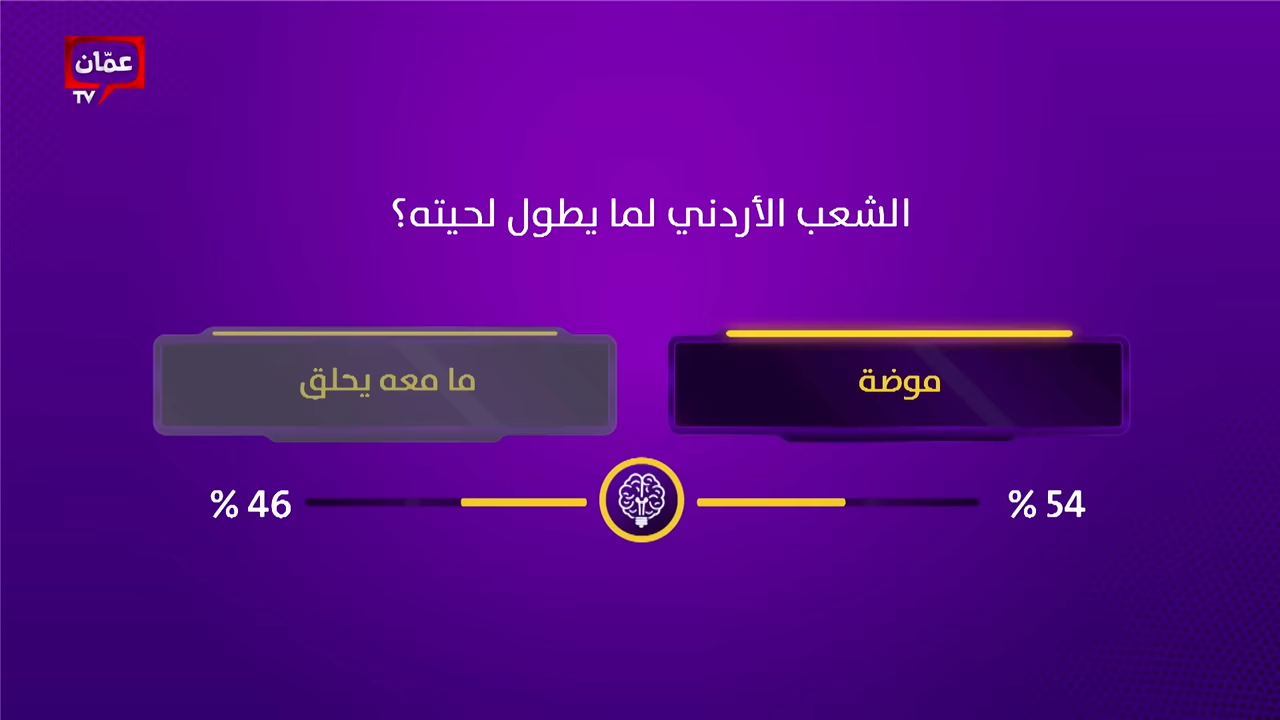 عمّان
TV
الشعب الأردني لما يطول لحيته؟
موضة
ما معه يحلق
% 54
% 46